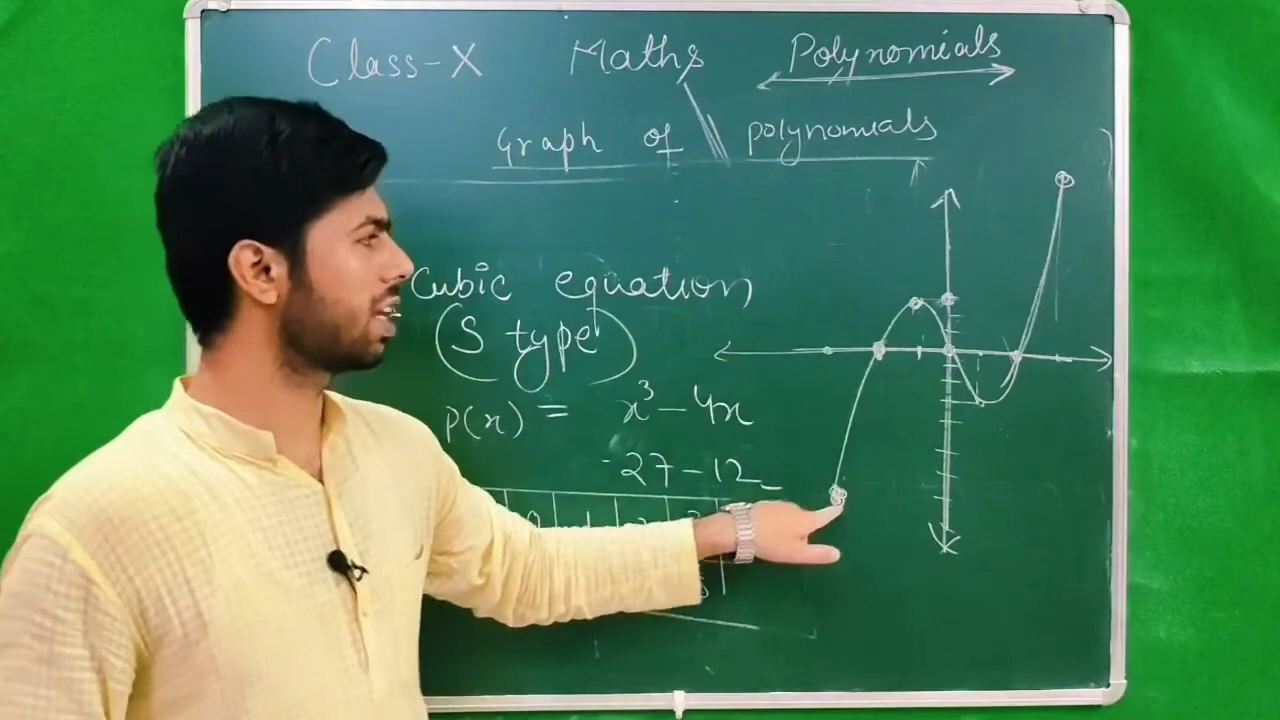 Class-X Maths Polynomials
Graph of polynomials
Cubic equation
(S type)
p(x) = x³-4x
-27-12